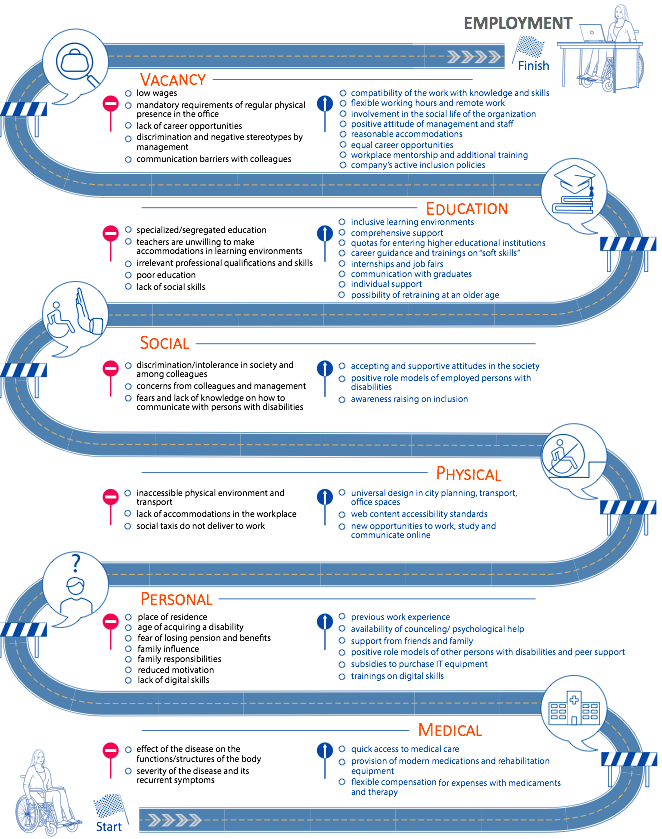 EMPLOYMENT
Finish
VACANCY
low wages
mandatory requirements of regular physical
presence in the office
lack of career opportunities
discrimination and negative stereotypes by
management
communication barriers with colleagues
compatibility of the work with knowledge and skills
flexible working hours and remote work
involvement in the social life of the organization
positive attitude of management and staff
reasonable accommodations
equal career opportunities
workplace mentorship and additional training
company's active inclusion policies
EDUCATION
specialized/segregated education
teachers are unwilling to make
accommodations in learning environments
irrelevant professional qualifications and skills
poor education
lack of social skills
inclusive learning environments
comprehensive support
quotas for entering higher educational institutions
career guidance and trainings on "soft skills"
internships and job fairs
communication with graduates
individual support
possibility of retraining at an older age
SOCIAL
discrimination/intolerance in society and
among colleagues
concerns from colleagues and management
fears and lack of knowledge on how to
communicate with persons with disabilities
accepting and supportive attitudes in the society
positive role models of employed persons with
disabilities
awareness raising on inclusion
PHYSICAL
inaccessible physical environment and
transport
lack of accommodations in the workplace
social taxis do not deliver to work
universal design in city planning, transport,
office spaces
web content accessibility standards
new opportunities to work, study and
communicate online
?
PERSONAL
place of residence
age of acquiring a disability
fear of losing pension and benefits
family influence
family responsibilities
reduced motivation
lack of digital skills
previous work experience
availability of counceling/ psychological help
support from friends and family
positive role models of other persons with disabilities and peer support
subsidies to purchase IT equipment
trainings on digital skills
MEDICAL
effect of the disease on the
functions/structures of the body
severity of the disease and its
recurrent symptoms
quick access to medical care
provision of modern medications and rehabilitation
equipment
flexible compensation for expenses with medicaments
and therapy
Start